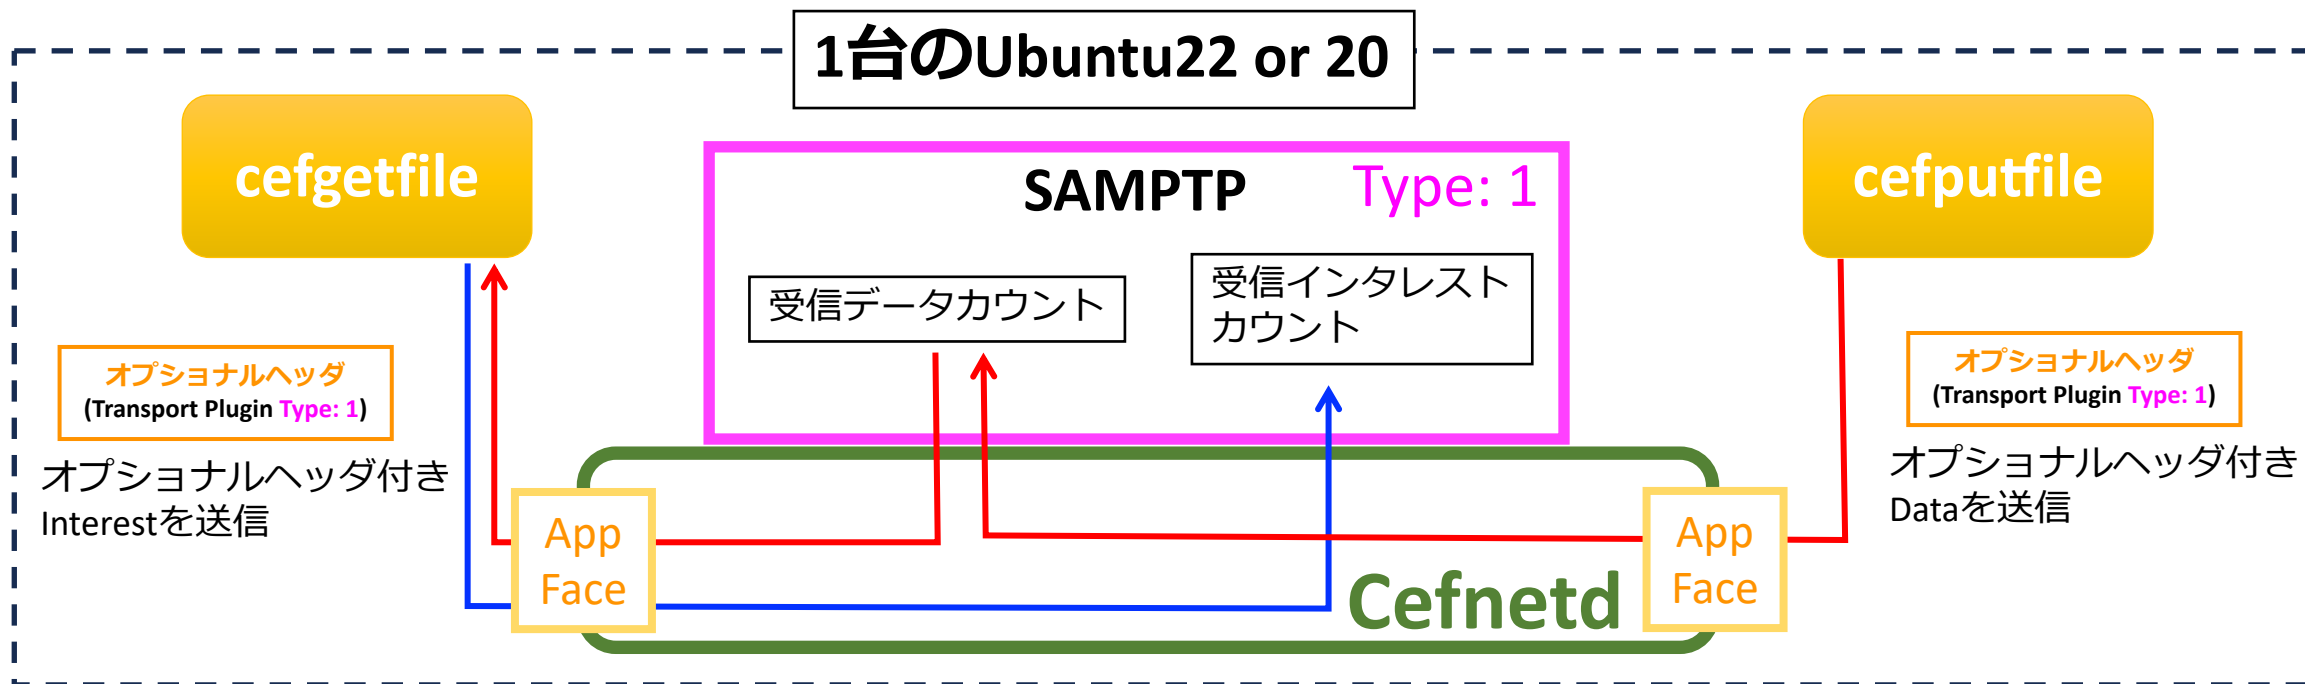 1台のUbuntu22 or 20
cefgetfile
SAMPTP
Type: 1
cefputfile
受信データカウント
受信インタレスト
カウント
オプショナルヘッダ
(Transport Plugin Type: 1)
オプショナルヘッダ付き
Interestを送信
オプショナルヘッダ
(Transport Plugin Type: 1)
オプショナルヘッダ付き
Dataを送信
App
Face
Cefnetd
App
Face